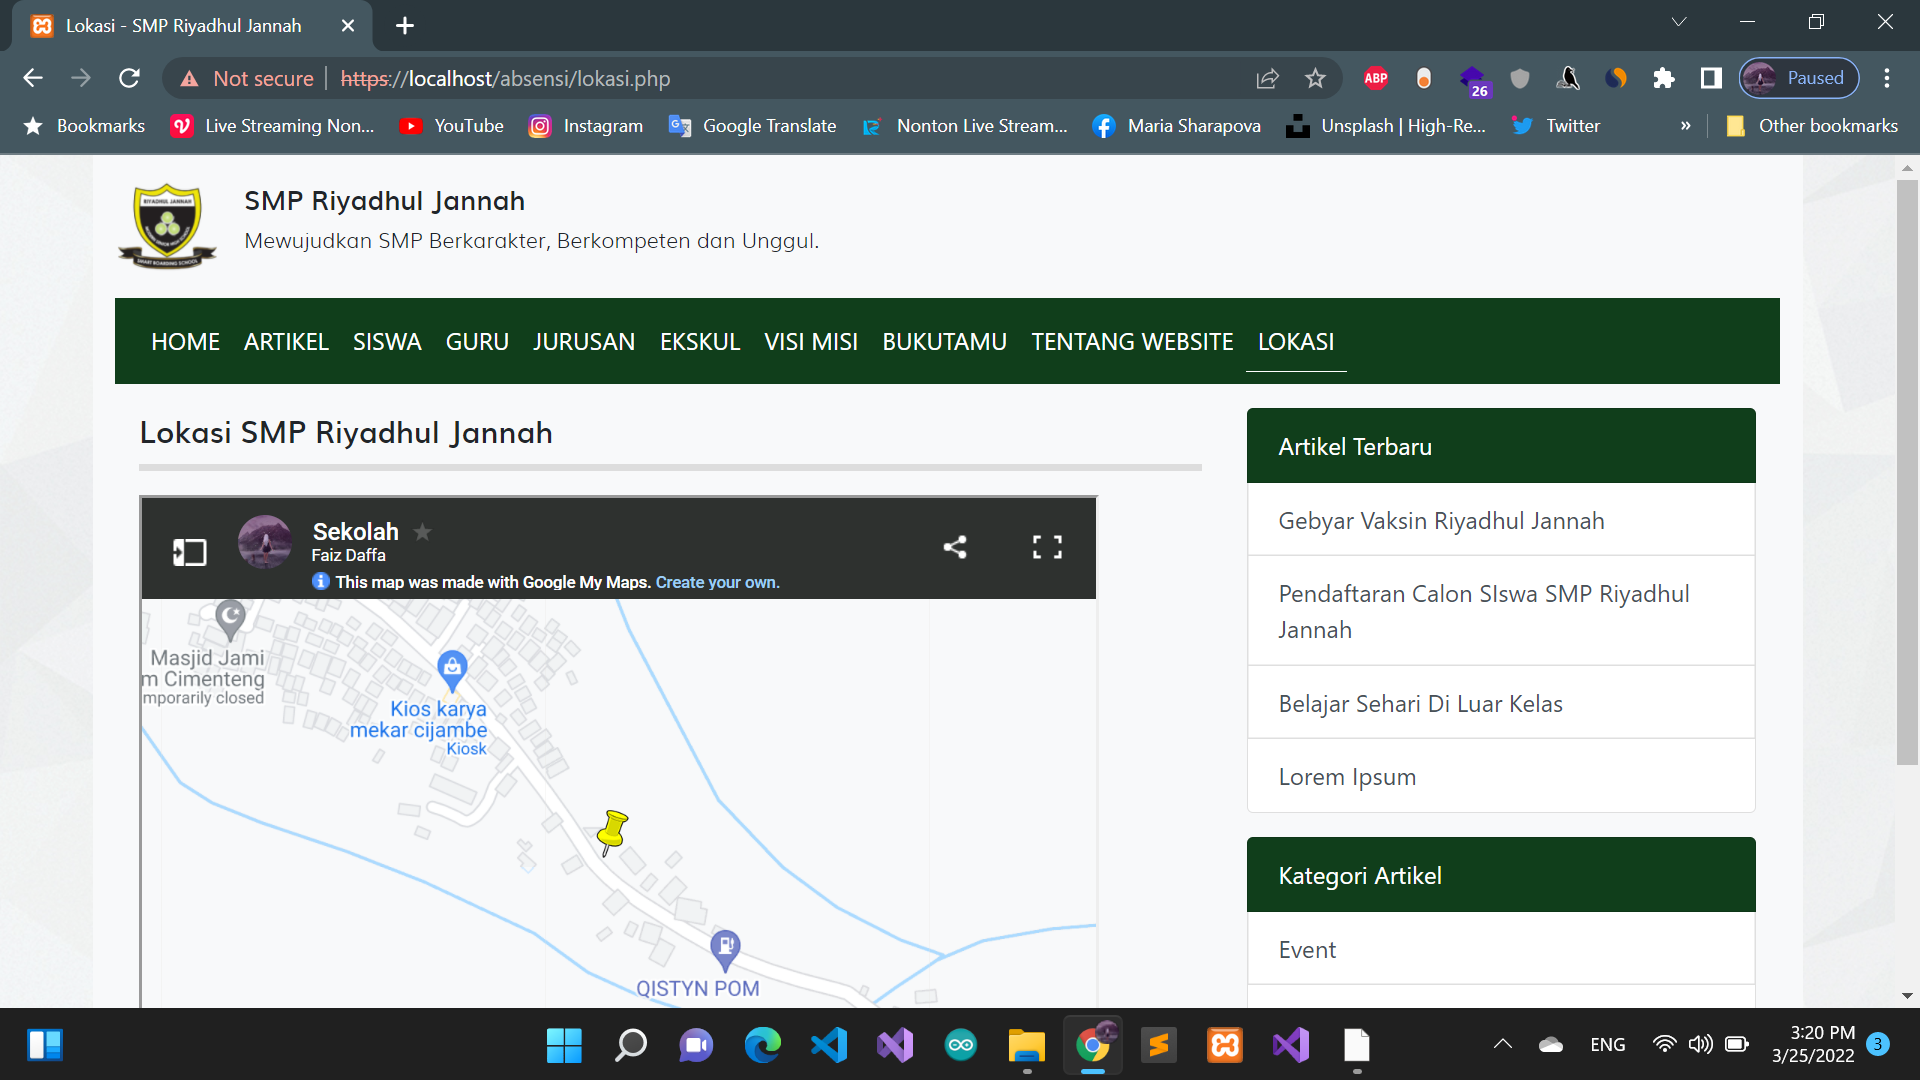 Lokasi - SMP Riyadhul Jannah
Not secure https://localhost/absensi/lokasi.php
ABP
26
Paused
Bookmarks Live Streaming Non... YouTube Instagram Google Translate Nonton Live Stream... Maria Sharapova Unsplash | High-Re... Twitter » Other bookmarks
RIYADHUL JANNAH
SMART BOARDING SCHOOL
SMP Riyadhul Jannah
Mewujudkan SMP Berkarakter, Berkompeten dan Unggul.
HOME ARTIKEL SISWA GURU JURUSAN EKSKUL VISI MISI BUKUTAMU TENTANG WEBSITE LOKASI
Lokasi SMP Riyadhul Jannah
Sekolah
Faiz Daffa
This map was made with Google My Maps. Create your own.
Masjid Jami
m Cimenteng
mporarily closed
Kios karya
mekar cijambe
Kiosk
QISTYN POM
Artikel Terbaru
Gebyar Vaksin Riyadhul Jannah
Pendaftaran Calon SIswa SMP Riyadhul
Jannah
Belajar Sehari Di Luar Kelas
Lorem Ipsum
Kategori Artikel
Event
ENG
3:20 PM
3/25/2022
3